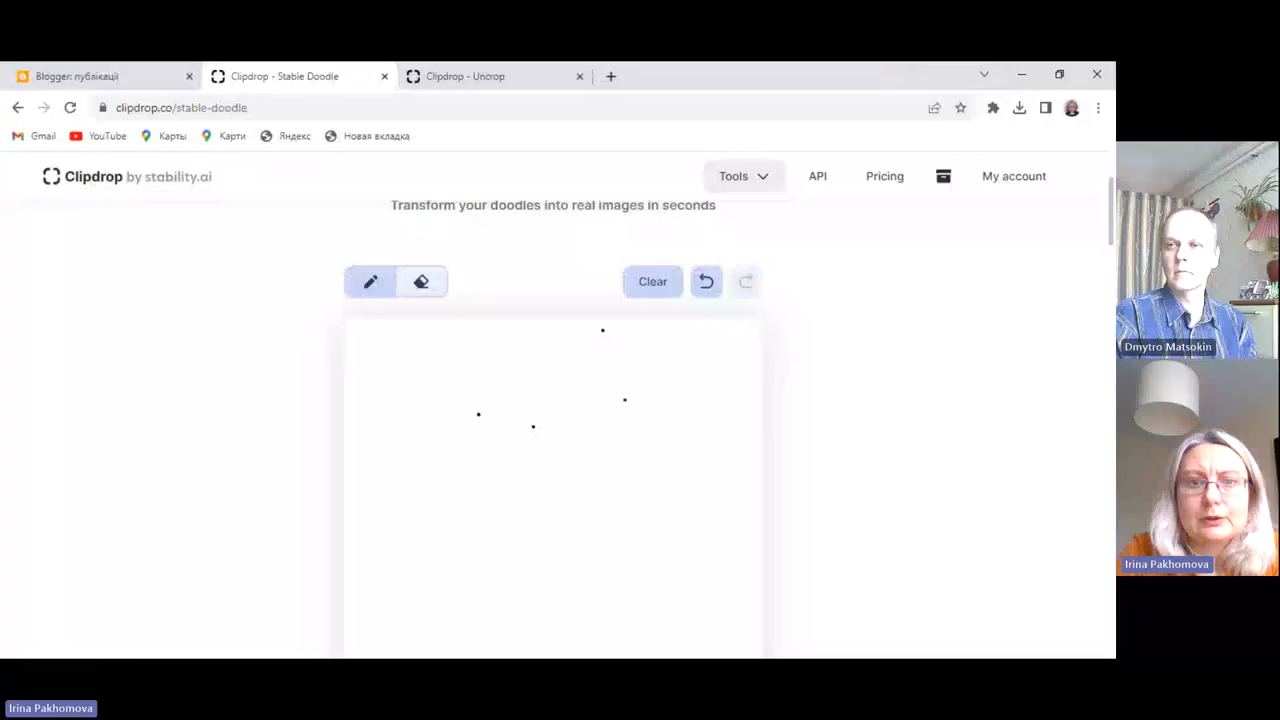 Blogger: публікації
Clipdrop - Stable Doodle
Clipdrop - Uncrop
clipdrop.co/stable-doodle
Gmail YouTube Карты Карти Яндекс Новая вкладка
Clipdrop by stability.ai Tools API Pricing My account
Transform your doodles into real images in seconds
Clear
Dmytro Matsokin
Irina Pakhomova
Irina Pakhomova